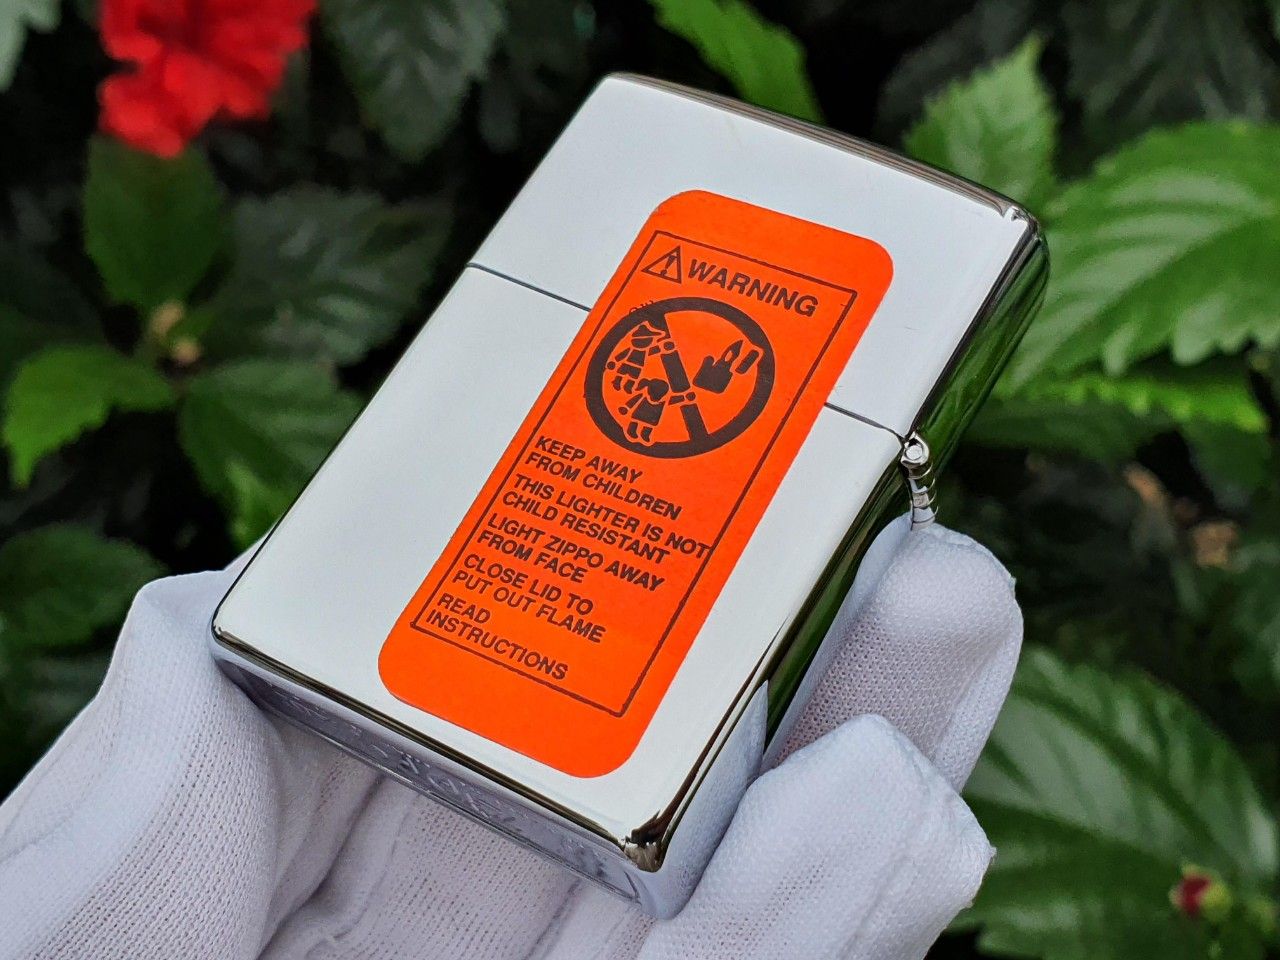 WARNING
KEEP AWAY
FROM CHILDREN
THIS LIGHTER IS NOT
CHILD RESISTANT
LIGHT ZIPPO AWAY
FROM FACE
CLOSE LID TO
PUT OUT FLAME
READ
INSTRUCTIONS